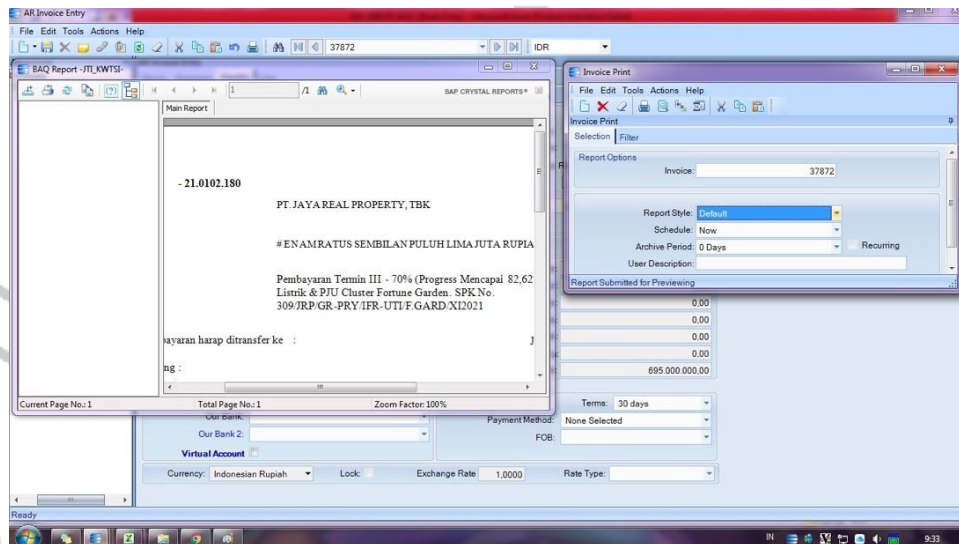 AR Invoice Entry
File Edit Tools Actions Help
37872
IDR
BAQ Report -JTI_KWTSI-
1
/1
SAP CRYSTAL REPORTS®
Main Report
- 21.0102.180
PT. JAYA REAL PROPERTY, TBK
# ENAM RATUS SEMBILAN PULUH LIMA JUTA RUPIA
Pembayaran Termin III - 70% (Progress Mencapai 82,62
Listrik & PJU Cluster Fortune Garden. SPK No.
309/JRP/GR-PRY/IFR-UTI/F.GARD/XI2021
ayaran harap ditransfer ke :
J
ng :
Current Page No.: 1
Total Page No.: 1
Zoom Factor: 100%
Invoice Print
File Edit Tools Actions Help
Invoice Print
Selection
Filter
Report Options
Invoice:
37872
Report Style: Default
Schedule: Now
Archive Period: 0 Days
Recurring
User Description:
Report Submitted for Previewing
0,00
0,00
0,00
0,00
695.000.000,00
Our Bank:
Our Bank 2:
Virtual Account
Terms: 30 days
Payment Method: None Selected
FOB:
Currency: Indonesian Rupiah
Lock:
Exchange Rate
1,0000
Rate Type:
Ready
IN
9:33